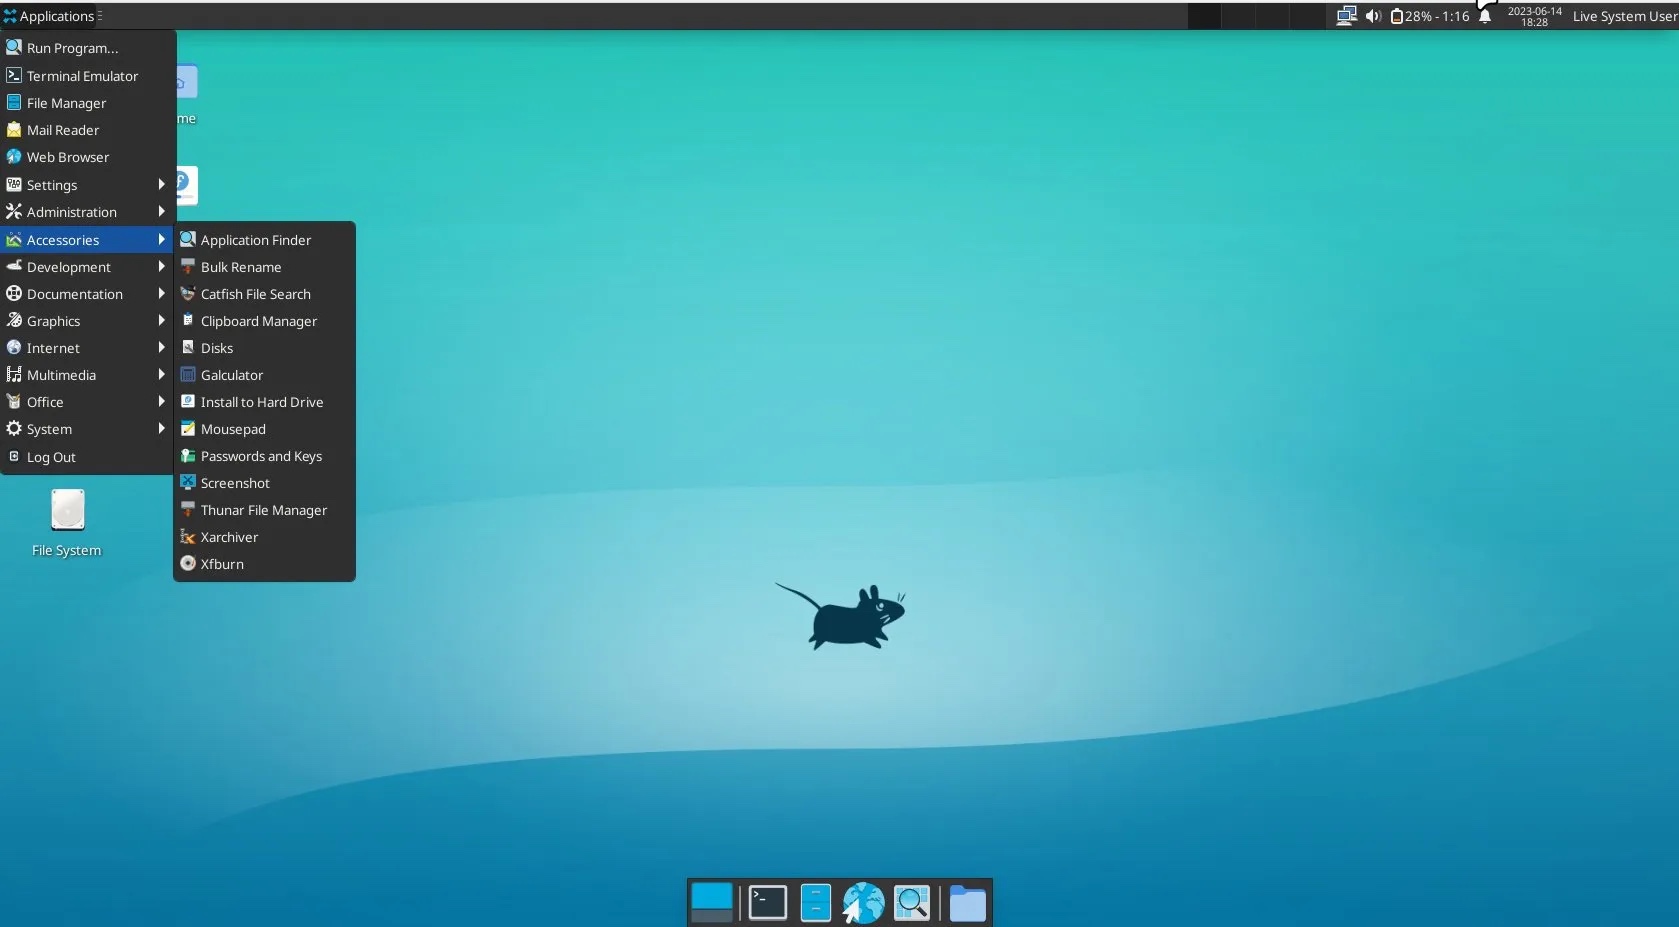 Applications
28% - 1:16
2023-06-14
18:28
Live System User
Run Program...
Terminal Emulator
File Manager
Mail Reader
Web Browser
Settings
Administration
Accessories
Development
Documentation
Graphics
Internet
Multimedia
Office
System
Log Out
me
Application Finder
Bulk Rename
Catfish File Search
Clipboard Manager
Disks
Galculator
Install to Hard Drive
Mousepad
Passwords and Keys
Screenshot
Thunar File Manager
Xarchiver
Xfburn
File System